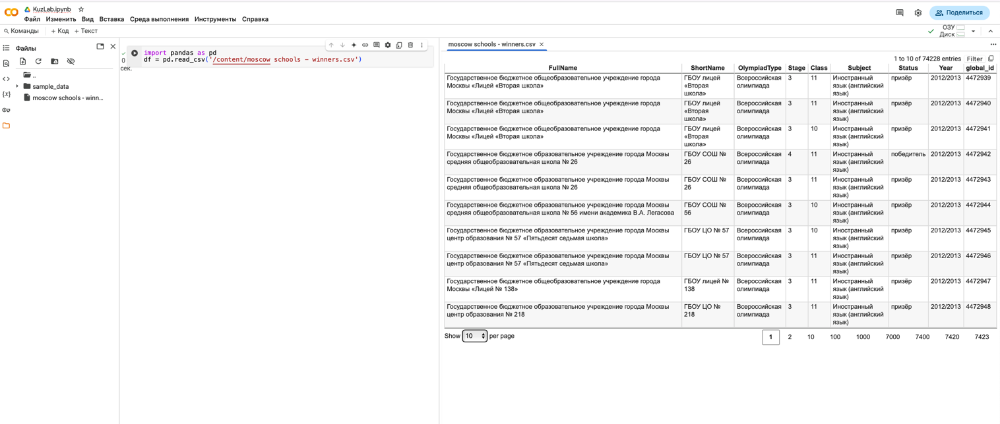 KuzLab.ipynb
Файл Изменить Вид Вставка Среда выполнения Инструменты Справка
Поделиться
Команды + Код + Текст
ОЗУ
Диск
Файлы
..
sample_data
moscow schools - winn...
0
сек.
import pandas as pd
df = pd.read_csv('/content/moscow schools - winners.csv')
moscow schools - winners.csv
1 to 10 of 74228 entries Filter
FullName ShortName OlympiadType Stage Class Subject Status Year global_id
Государственное бюджетное общеобразовательное учреждение города ГБОУ лицей Всероссийская 3 11 Иностранный призёр 2012/2013 4472939
Москвы «Лицей «Вторая школа» «Вторая олимпиада язык (английский
школа» язык)
Государственное бюджетное общеобразовательное учреждение города ГБОУ лицей Всероссийская 3 11 Иностранный призёр 2012/2013 4472940
Москвы «Лицей «Вторая школа» «Вторая олимпиада язык (английский
школа» язык)
Государственное бюджетное общеобразовательное учреждение города ГБОУ лицей Всероссийская 3 10 Иностранный призёр 2012/2013 4472941
Москвы «Лицей «Вторая школа» «Вторая олимпиада язык (английский
школа» язык)
Государственное бюджетное образовательное учреждение города Москвы ГБОУ СОШ № Всероссийская 4 11 Иностранный победитель 2012/2013 4472942
средняя общеобразовательная школа № 26 26 олимпиада язык (английский
язык)
Государственное бюджетное образовательное учреждение города Москвы ГБОУ СОШ № Всероссийская 3 11 Иностранный призёр 2012/2013 4472943
средняя общеобразовательная школа № 26 26 олимпиада язык (английский
язык)
Государственное бюджетное образовательное учреждение города Москвы ГБОУ СОШ № Всероссийская 3 10 Иностранный призёр 2012/2013 4472944
средняя общеобразовательная школа № 56 имени академика В.А. Легасова 56 олимпиада язык (английский
язык)
Государственное бюджетное образовательное учреждение города Москвы ГБОУ ЦО № 57 Всероссийская 3 10 Иностранный призёр 2012/2013 4472945
центр образования № 57 «Пятьдесят седьмая школа» олимпиада язык (английский
язык)
Государственное бюджетное образовательное учреждение города Москвы ГБОУ ЦО № 57 Всероссийская 3 11 Иностранный призёр 2012/2013 4472946
центр образования № 57 «Пятьдесят седьмая школа» олимпиада язык (английский
язык)
Государственное бюджетное общеобразовательное учреждение города ГБОУ лицей № Всероссийская 3 11 Иностранный призёр 2012/2013 4472947
Москвы «Лицей № 138» 138 олимпиада язык (английский
язык)
Государственное бюджетное образовательное учреждение города Москвы ГБОУ ЦО № Всероссийская 3 11 Иностранный призёр 2012/2013 4472948
центр образования № 218 218 олимпиада язык (английский
язык)
Show 10 per page 1 2 10 100 1000 7000 7400 7420 7423